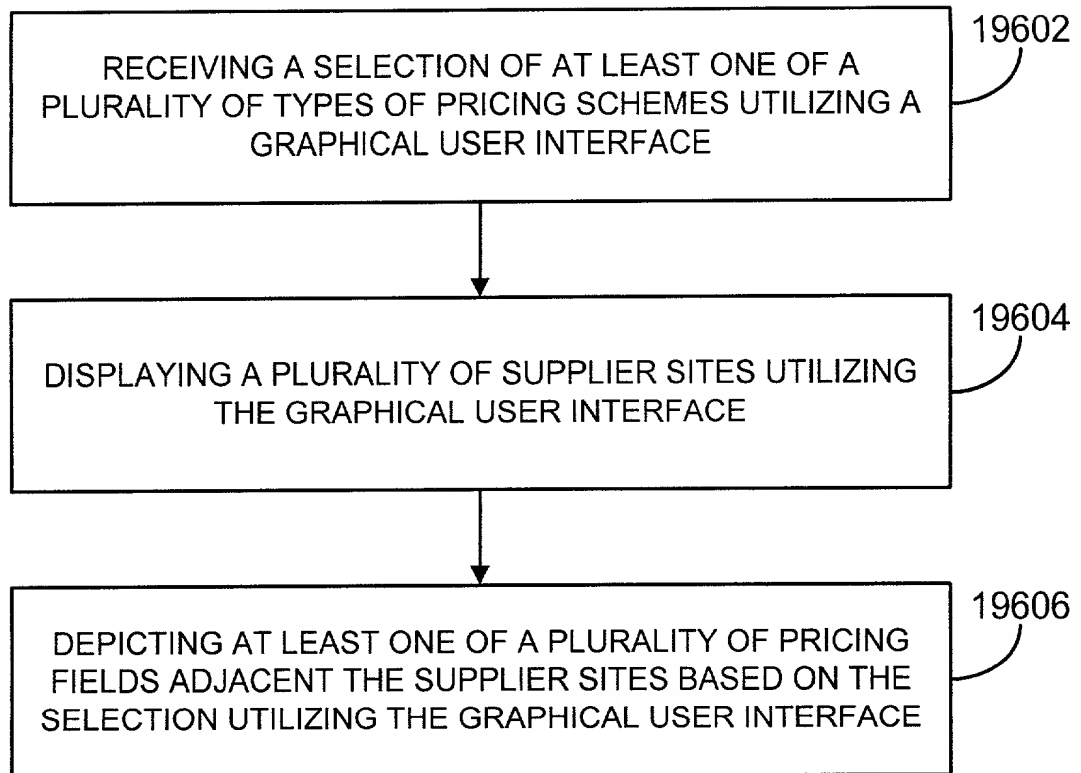 19602
RECEIVING A SELECTION OF AT LEAST ONE OF A
PLURALITY OF TYPES OF PRICING SCHEMES UTILIZING A
GRAPHICAL USER INTERFACE
19604
DISPLAYING A PLURALITY OF SUPPLIER SITES UTILIZING
THE GRAPHICAL USER INTERFACE
19606
DEPICTING AT LEAST ONE OF A PLURALITY OF PRICING
FIELDS ADJACENT THE SUPPLIER SITES BASED ON THE
SELECTION UTILIZING THE GRAPHICAL USER INTERFACE